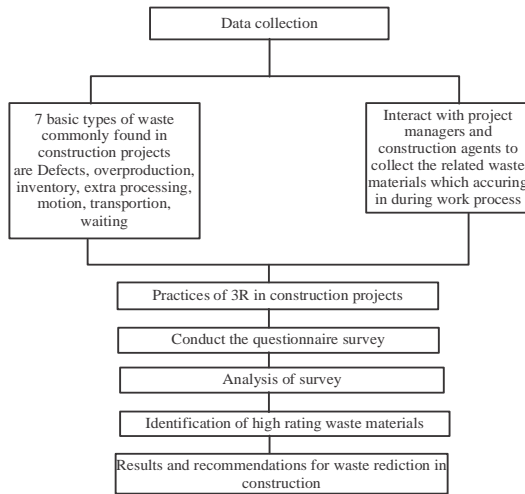 Data collection
7 basic types of waste
commonly found in
construction projects
are Defects, overproduction,
inventory, extra processing,
motion, transportion,
waiting
Interact with project
managers and
construction agents to
collect the related waste
materials which accuring
in during work process
Practices of 3R in construction projects
Conduct the questionnaire survey
Analysis of survey
Identification of high rating waste materials
Results and recommendations for waste rediction in
construction